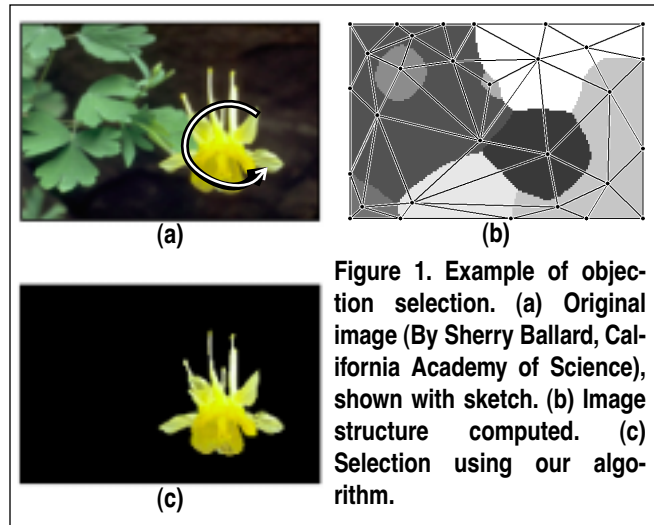 (a)
(b)
(c)
Figure 1. Example of objec-
tion selection. (a) Original
image (By Sherry Ballard, Cal-
ifornia Academy of Science),
shown with sketch. (b) Image
structure computed. (c)
Selection using our algo-
rithm.